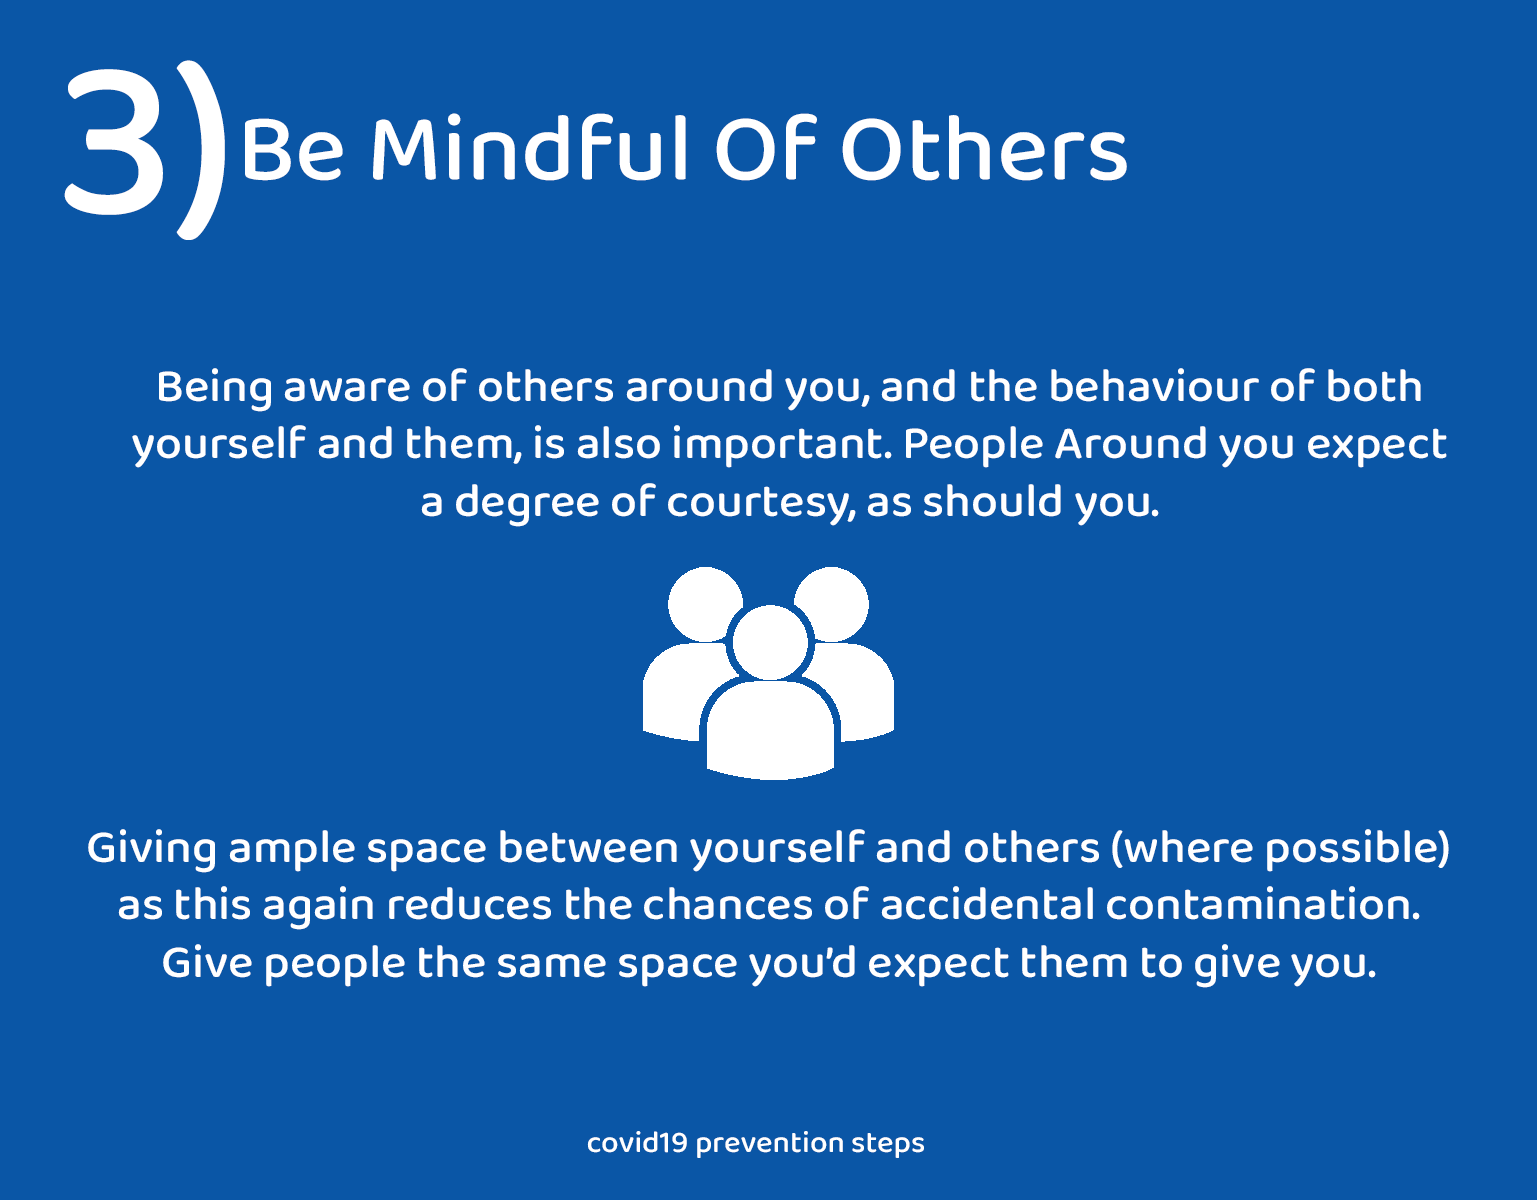 3) Be Mindful Of Others
Being aware of others around you, and the behaviour of both
yourself and them, is also important. People Around you expect
a degree of courtesy, as should you.
Giving ample space between yourself and others (where possible)
as this again reduces the chances of accidental contamination.
Give people the same space you'd expect them to give you.
covid19 prevention steps